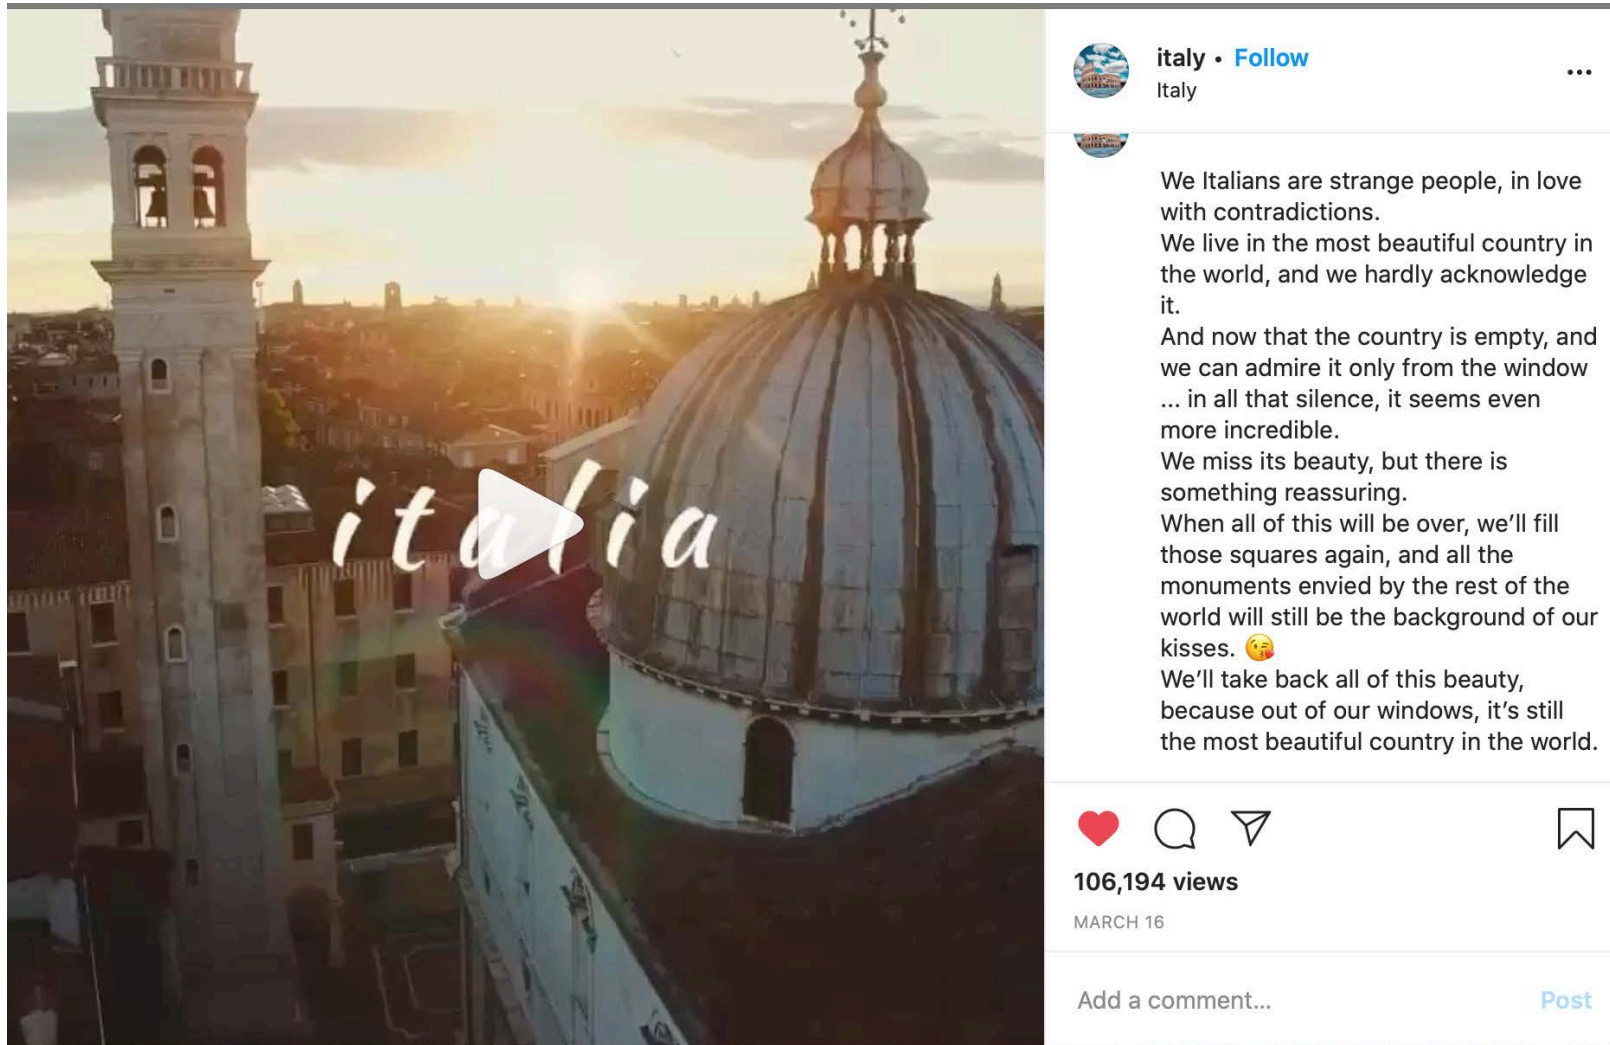 italia
italy • Follow
Italy
We Italians are strange people, in love
with contradictions.
We live in the most beautiful country in
the world, and we hardly acknowledge
it.
And now that the country is empty, and
we can admire it only from the window
... in all that silence, it seems even
more incredible.
We miss its beauty, but there is
something reassuring.
When all of this will be over, we’ll fill
those squares again, and all the
monuments envied by the rest of the
world will still be the background of our
kisses. 😘
We’ll take back all of this beauty,
because out of our windows, it’s still
the most beautiful country in the world.
106,194 views
MARCH 16
Add a comment...
Post